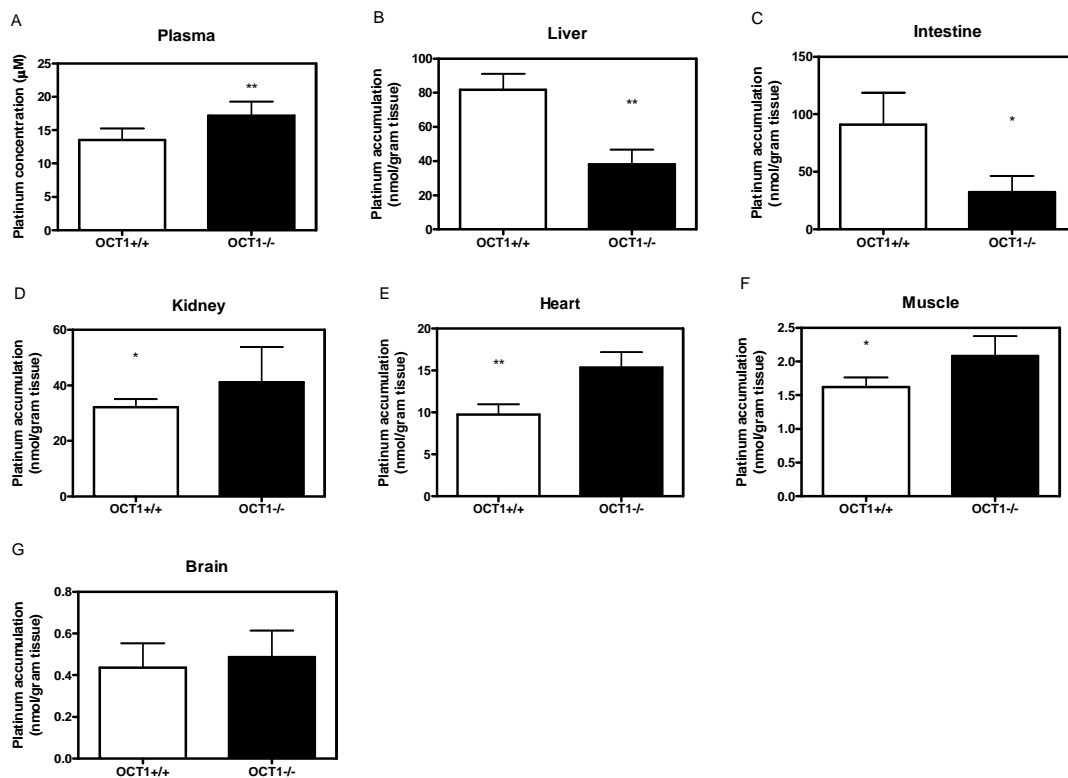 A
Plasma
Platinum concentration (µM)
25
20
15
10
5
0
**
OCT1+/+
OCT1-/-
B
Liver
Platinum accumulation
(nmol/gram tissue)
100
80
60
40
20
0
**
OCT1+/+
OCT1-/-
C
Intestine
Platinum accumulation
(nmol/gram tissue)
150
100
50
0
*
OCT1+/+
OCT1-/-
D
Kidney
Platinum accumulation
(nmol/gram tissue)
60
40
20
0
*
OCT1+/+
OCT1-/-
E
Heart
Platinum accumulation
(nmol/gram tissue)
20
15
10
5
0
**
OCT1+/+
OCT1-/-
F
Muscle
Platinum accumulation
(nmol/gram tissue)
2.5
2.0
1.5
1.0
0.5
0.0
*
OCT1+/+
OCT1-/-
G
Brain
Platinum accumulation
(nmol/gram tissue)
0.8
0.6
0.4
0.2
0.0
OCT1+/+
OCT1-/-